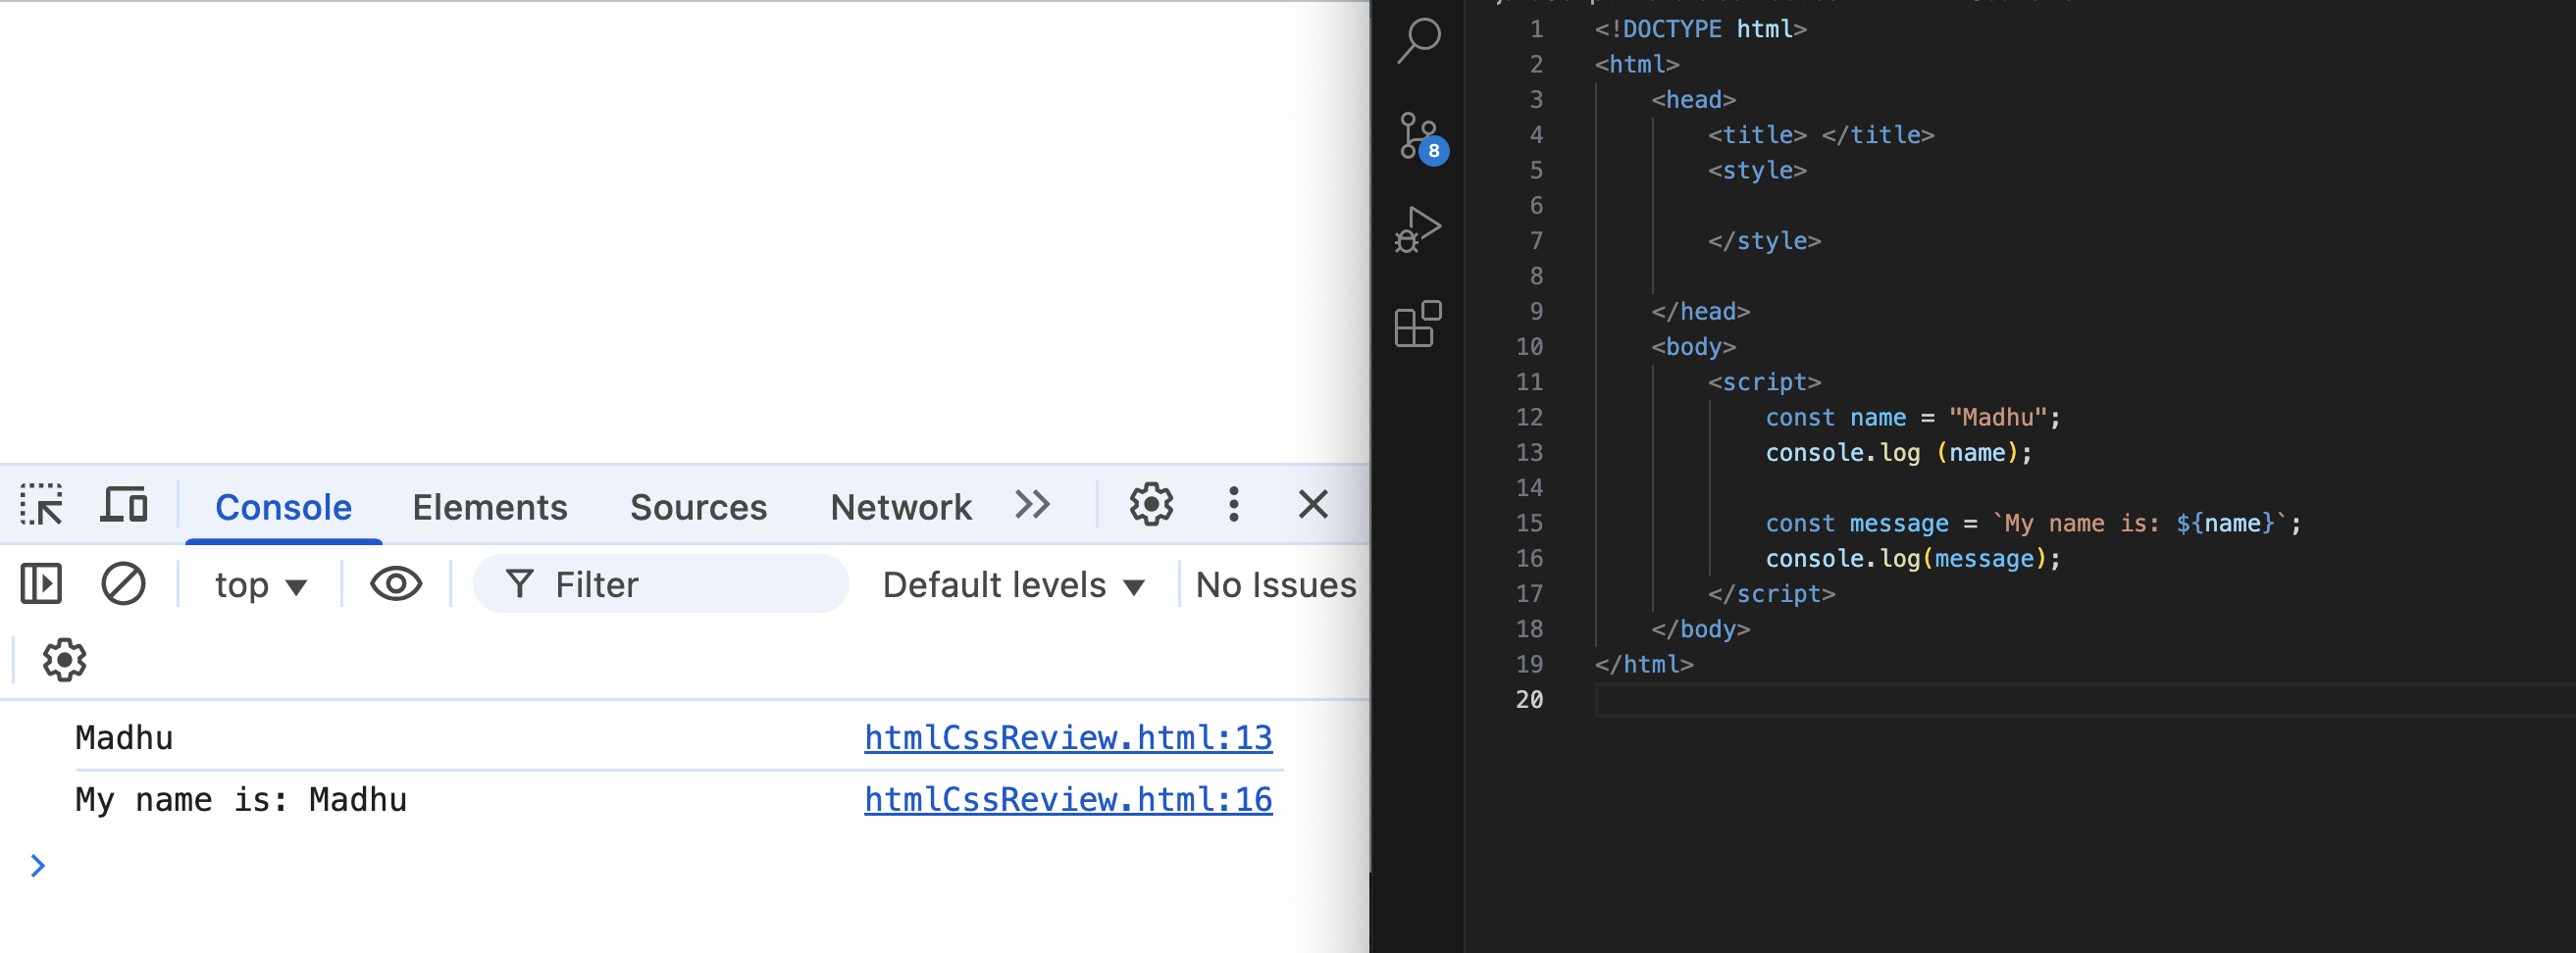 Console Elements Sources Network
top Filter Default levels No Issues
Madhu htmlCssReview.html:13
My name is: Madhu htmlCssReview.html:16
8
1 <!DOCTYPE html>
2 <html>
3 <head>
4 <title> </title>
5 <style>
6
7 </style>
8
9 </head>
10 <body>
11 <script>
12 const name = "Madhu";
13 console.log (name);
14
15 const message = `My name is: ${name}`;
16 console.log(message);
17 </script>
18 </body>
19 </html>
20